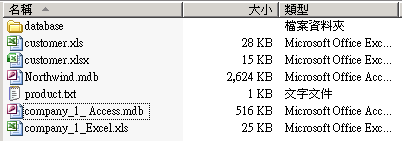 名稱 大小 類型
database 檔案資料夾
customer.xls 28 KB Microsoft Office Exc...
customer.xlsx 15 KB Microsoft Office Exc...
Northwind.mdb 2,624 KB Microsoft Office Acc...
product.txt 1 KB 文字文件
company_1_ Access.mdb 516 KB Microsoft Office Acc...
company_1_Excel.xls 25 KB Microsoft Office Exc...